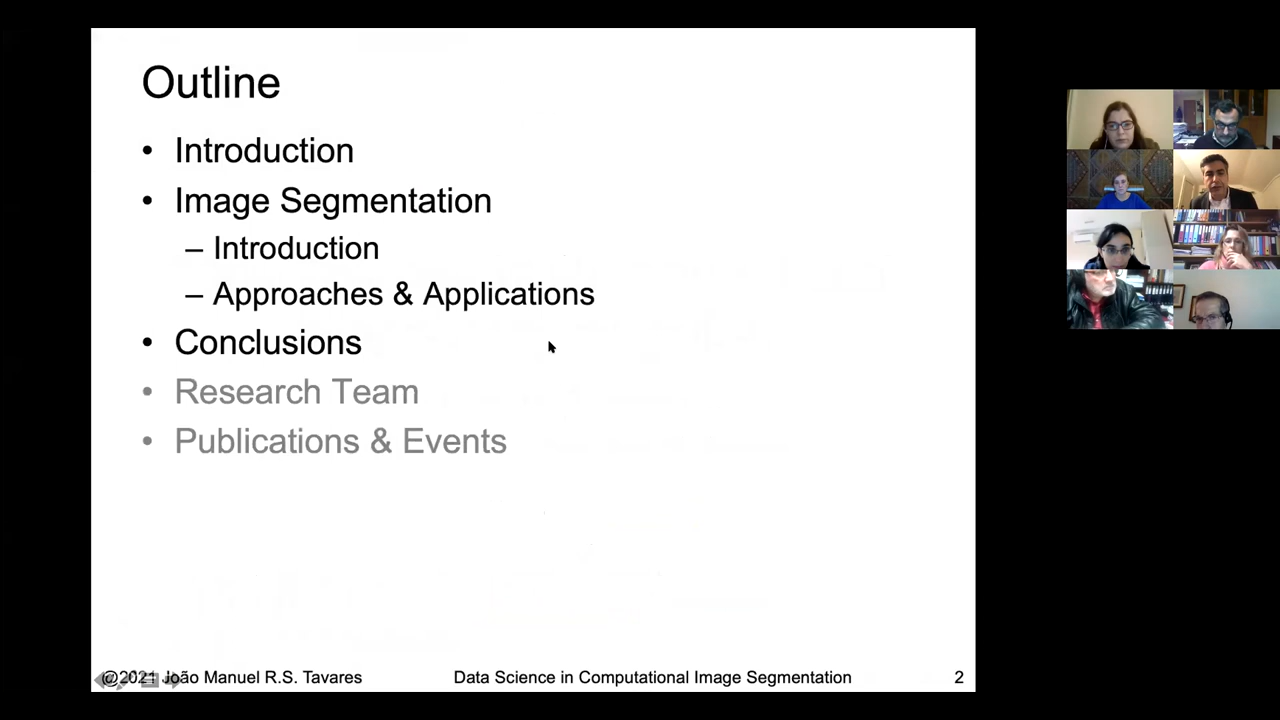 Outline
• Introduction
• Image Segmentation
– Introduction
– Approaches & Applications
• Conclusions
• Research Team
• Publications & Events
@2021 João Manuel R.S. Tavares
Data Science in Computational Image Segmentation
2